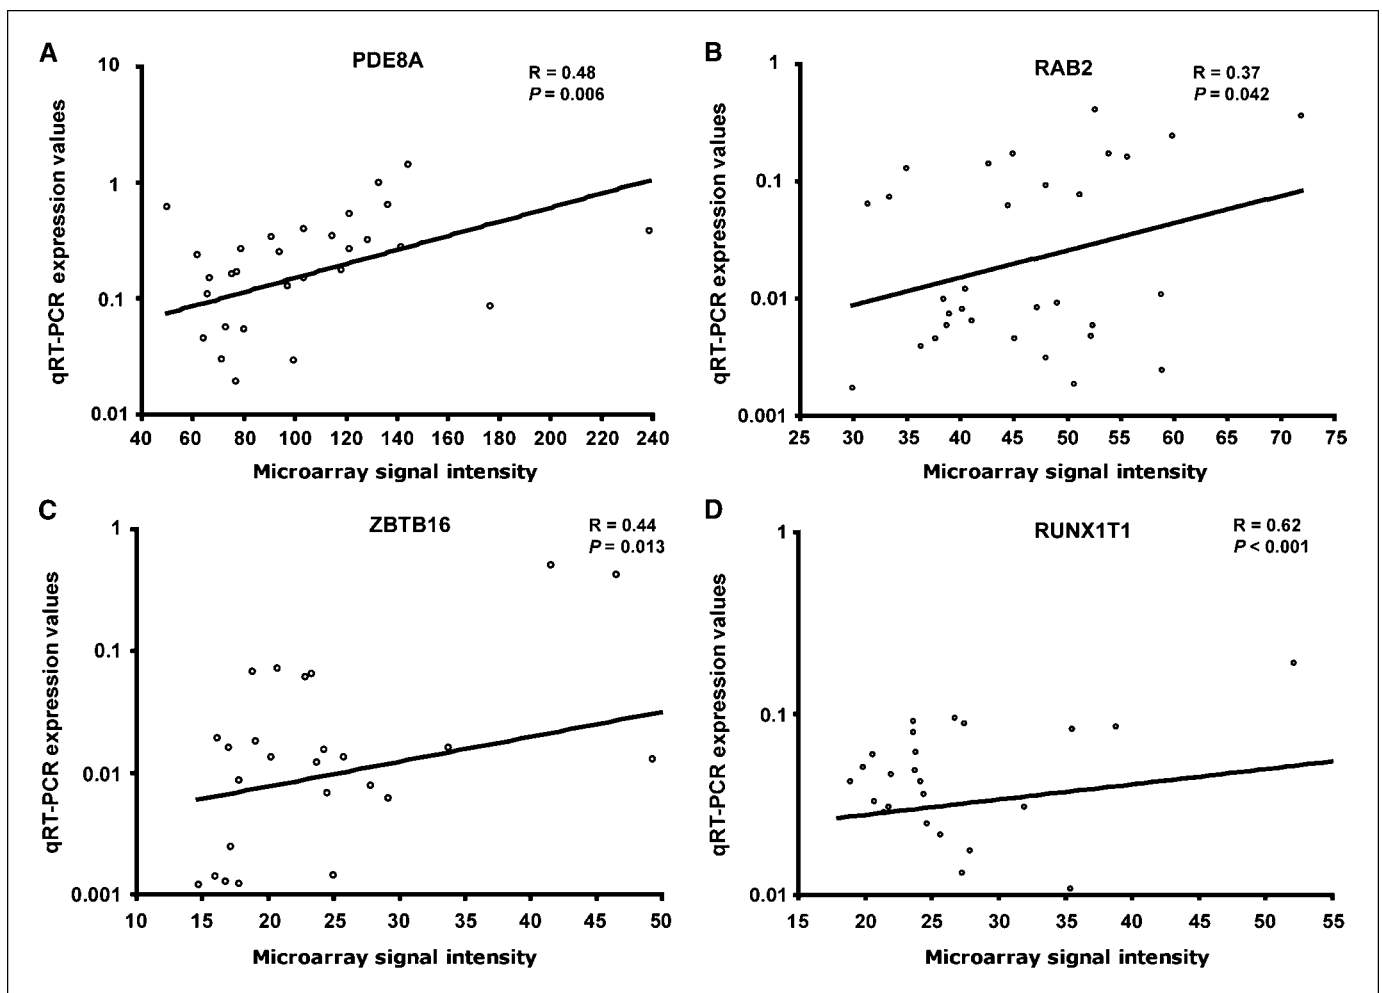 A
PDE8A
R = 0.48
P = 0.006
qRT-PCR expression values
10
1
0.1
0.01
40 60 80 100 120 140 160 180 200 220 240
Microarray signal intensity
B
RAB2
R = 0.37
P = 0.042
qRT-PCR expression values
1
0.1
0.01
0.001
25 30 35 40 45 50 55 60 65 70 75
Microarray signal intensity
C
ZBTB16
R = 0.44
P = 0.013
qRT-PCR expression values
1
0.1
0.01
0.001
10 15 20 25 30 35 40 45 50
Microarray signal intensity
D
RUNX1T1
R = 0.62
P < 0.001
qRT-PCR expression values
1
0.1
0.01
15 20 25 30 35 40 45 50 55
Microarray signal intensity